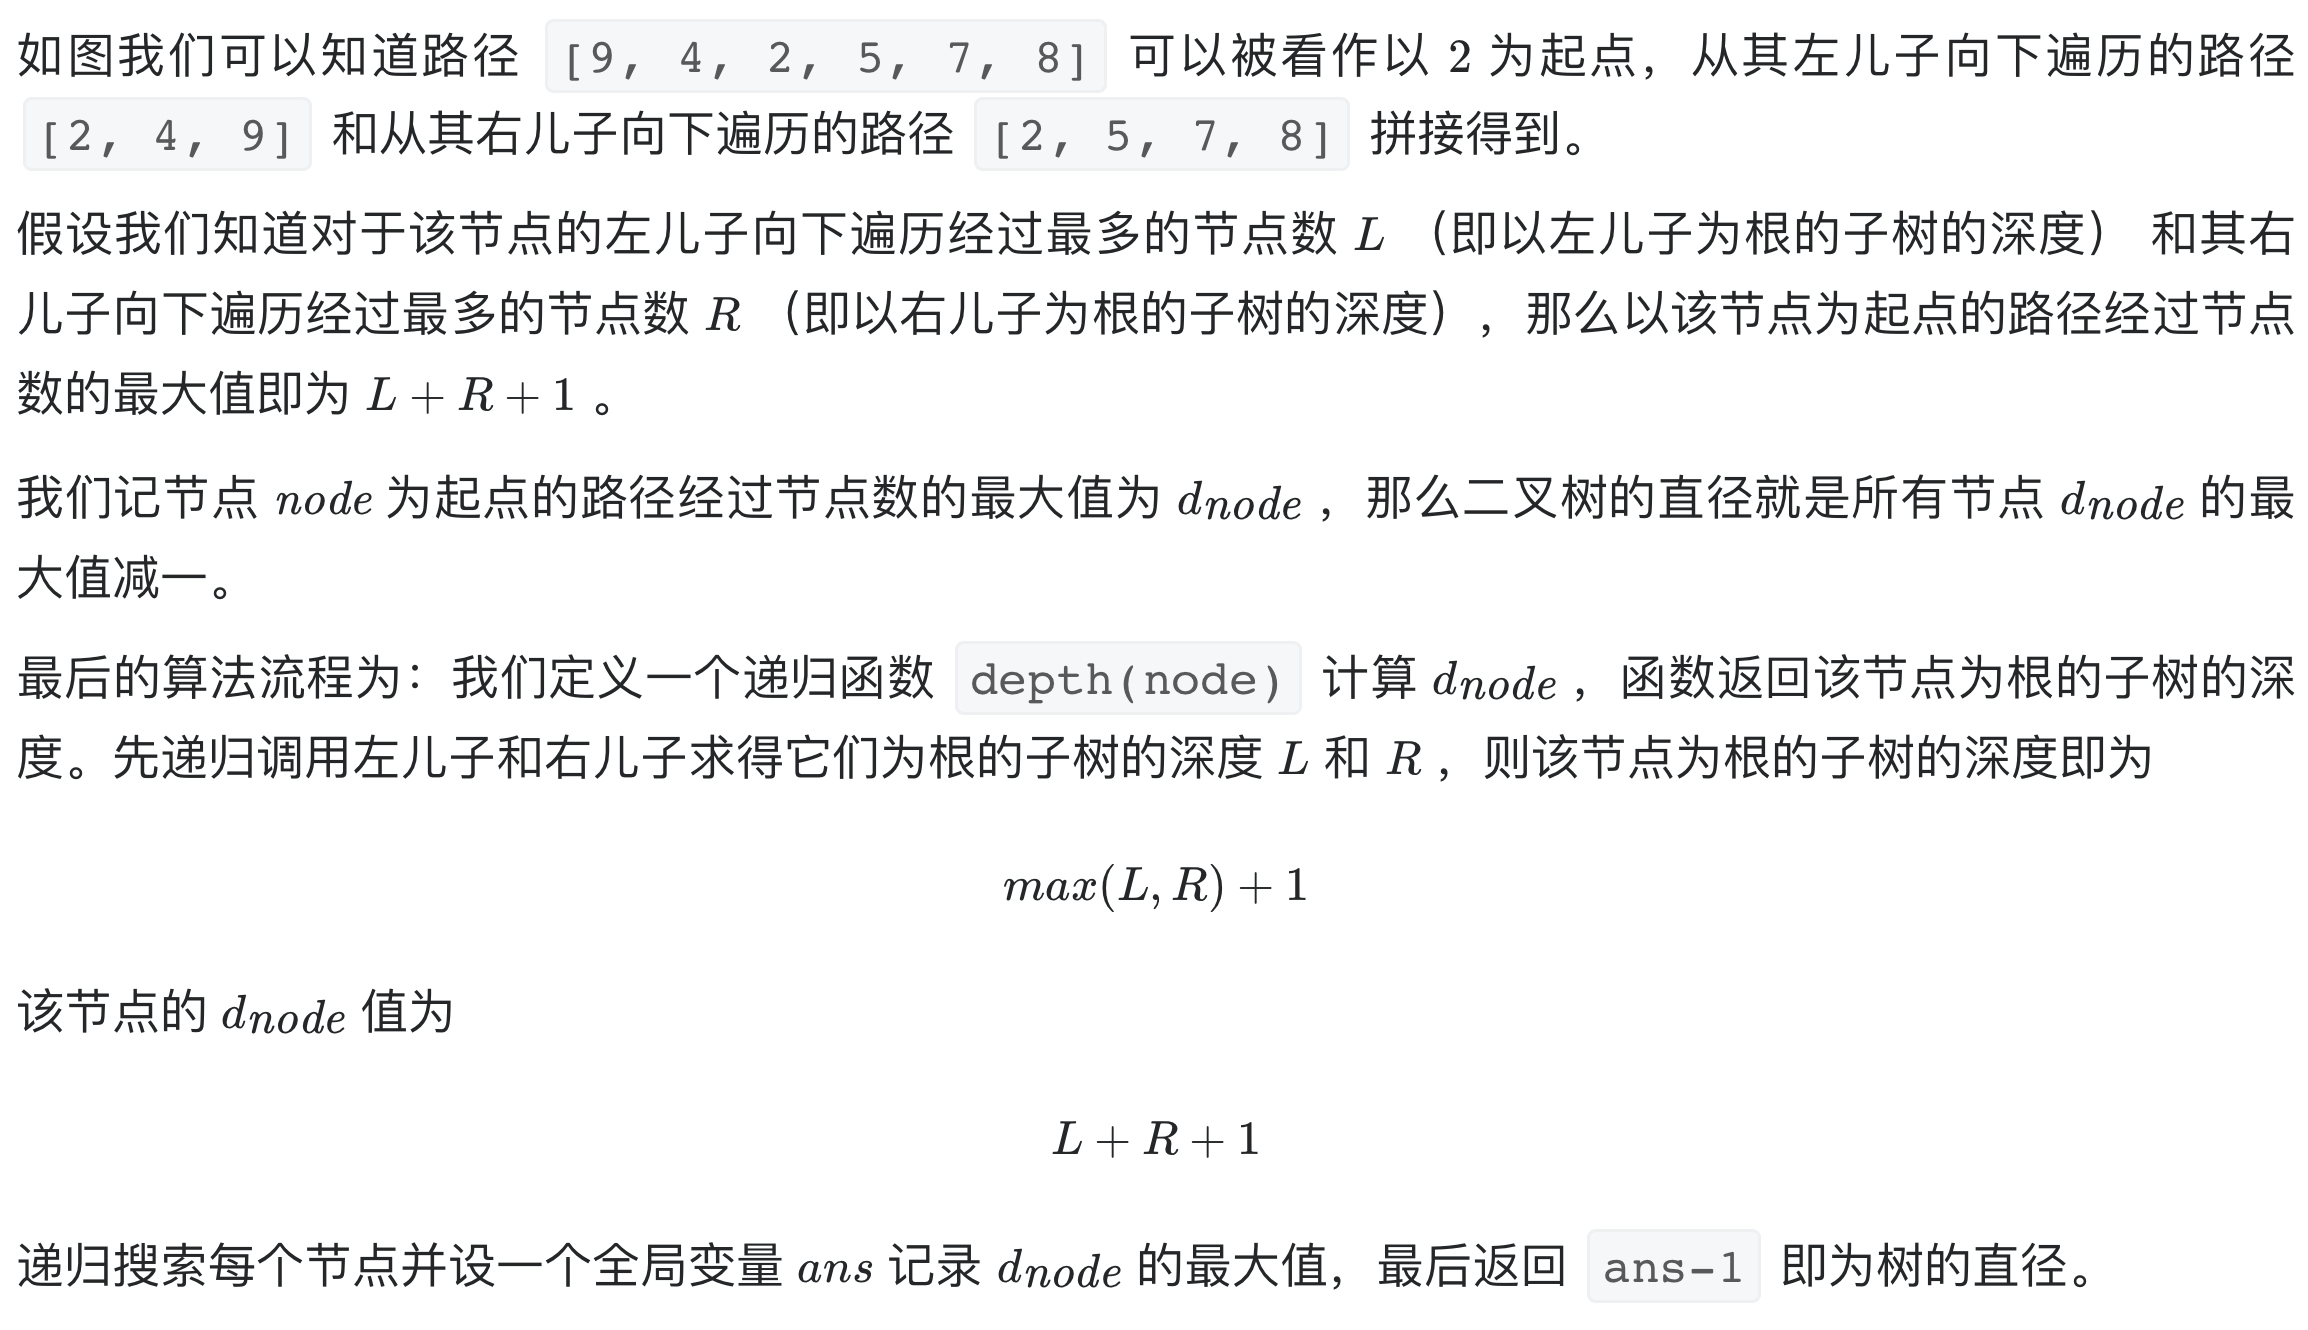 如图我们可以知道路径 [9, 4, 2, 5, 7, 8] 可以被看作以 2 为起点，从其左儿子向下遍历的路径
[2, 4, 9] 和从其右儿子向下遍历的路径 [2, 5, 7, 8] 拼接得到。
假设我们知道对于该节点的左儿子向下遍历经过最多的节点数 L （即以左儿子为根的子树的深度） 和其右
儿子向下遍历经过最多的节点数 R （即以右儿子为根的子树的深度），那么以该节点为起点的路径经过节点
数的最大值即为 L + R + 1 。
我们记节点 node 为起点的路径经过节点数的最大值为 d_node ，那么二叉树的直径就是所有节点 d_node 的最
大值减一。
最后的算法流程为：我们定义一个递归函数 depth(node) 计算 d_node ，函数返回该节点为根的子树的深
度。先递归调用左儿子和右儿子求得它们为根的子树的深度 L 和 R ，则该节点为根的子树的深度即为
max(L, R) + 1
该节点的 d_node 值为
L + R + 1
递归搜索每个节点并设一个全局变量 ans 记录 d_node 的最大值，最后返回 ans-1 即为树的直径。